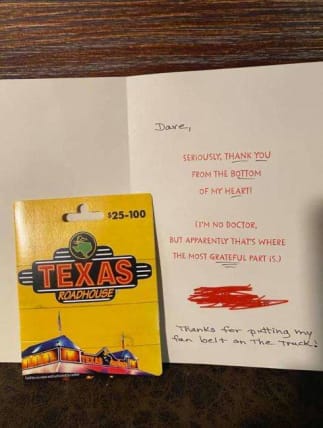 Dave,
SERIOUSLY, THANK YOU
FROM THE BOTTOM
OF MY HEART!
(I'M NO DOCTOR,
BUT APPARENTLY THAT'S WHERE
THE MOST GRATEFUL PART IS.)
Thanks for putting my
fan belt on The Truck!
$25-100
TEXAS
ROADHOUSE
TEXAS